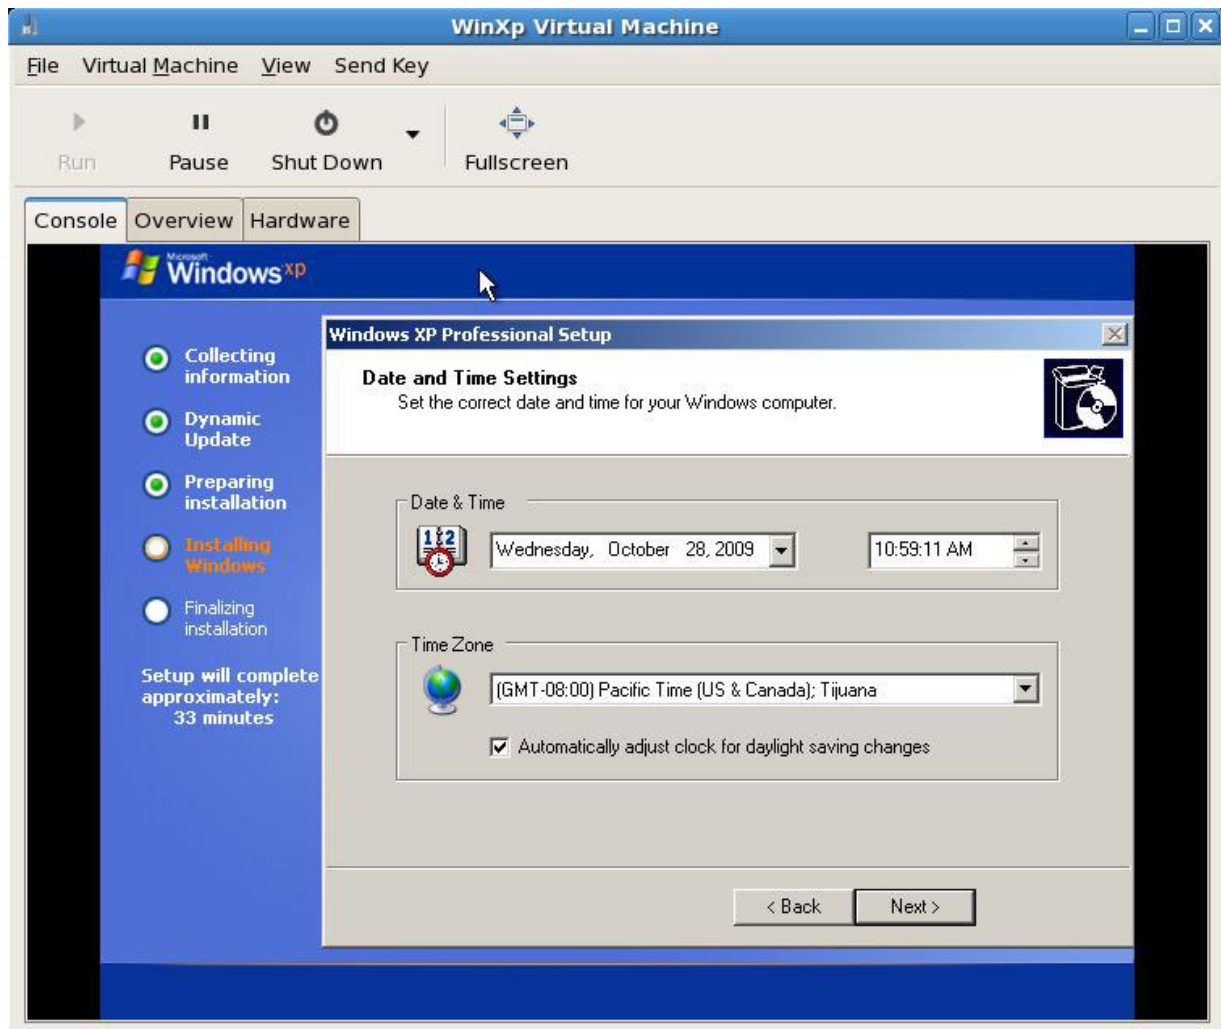 WinXp Virtual Machine
File Virtual Machine View Send Key
Run Pause Shut Down Fullscreen
Console Overview Hardware
Microsoft
Windows xp
Collecting
information
Dynamic
Update
Preparing
installation
Installing
Windows
Finalizing
installation
Setup will complete
approximately:
33 minutes
Windows XP Professional Setup
Date and Time Settings
Set the correct date and time for your Windows computer.
Date & Time
Wednesday, October 28, 2009 10:59:11 AM
Time Zone
(GMT-08:00) Pacific Time (US & Canada); Tijuana
Automatically adjust clock for daylight saving changes
< Back Next >